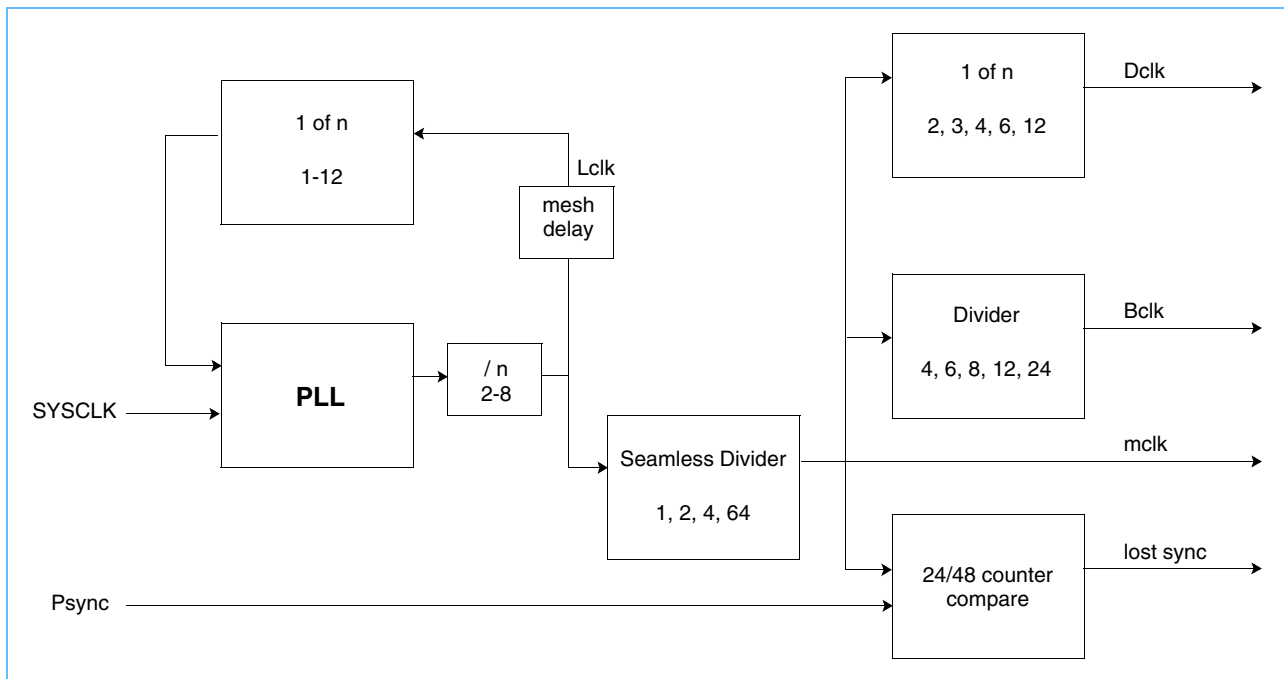 1 of n
1-12
Lclk
mesh
delay
PLL
/ n
2-8
SYSCLK
Seamless Divider
1, 2, 4, 64
Psync
1 of n
2, 3, 4, 6, 12
Dclk
Divider
4, 6, 8, 12, 24
Bclk
mclk
24/48 counter
compare
lost sync